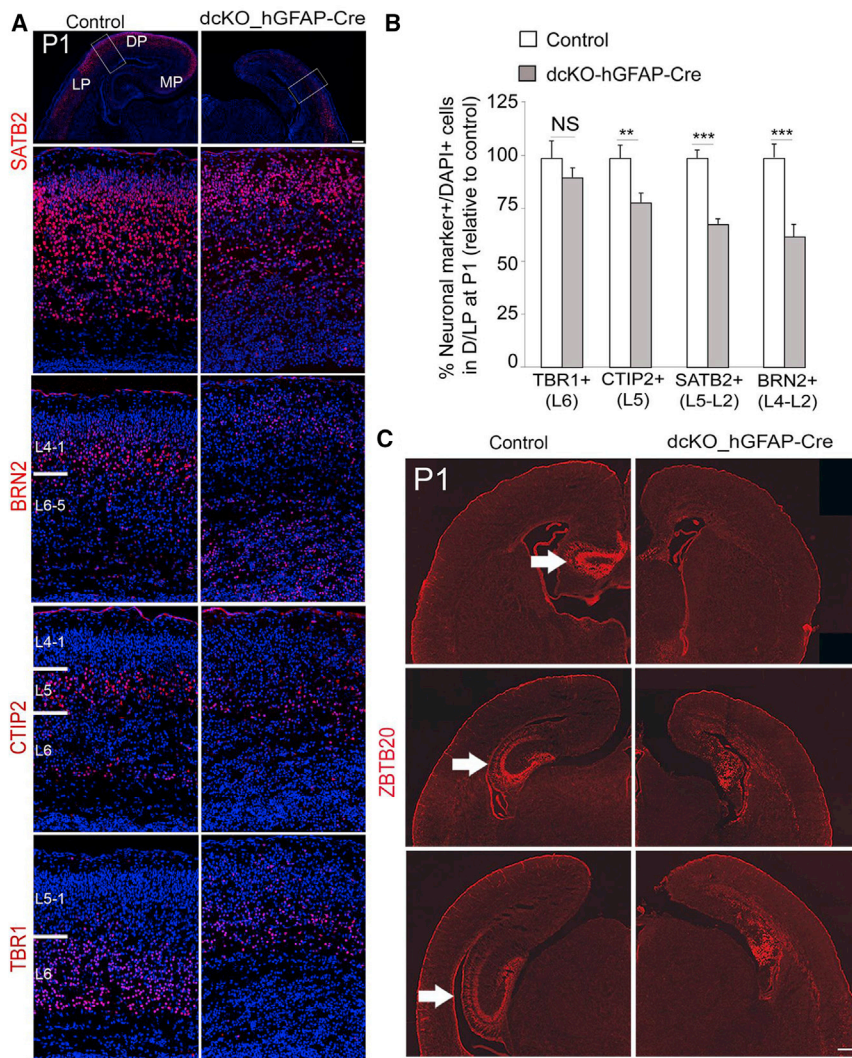 A
Control
dcKO_hGFAP-Cre
P1
DP
LP
MP
SATB2
BRN2
L4-1
L6-5
CTIP2
L4-1
L5
L6
TBR1
L5-1
L6
B
Control
dcKO-hGFAP-Cre
% Neuronal marker+/DAPI+ cells
in D/LP at P1 (relative to control)
125
100
75
50
25
0
NS
**
***
***
TBR1+
(L6)
CTIP2+
(L5)
SATB2+
(L5-L2)
BRN2+
(L4-L2)
C
Control
dcKO_hGFAP-Cre
P1
ZBTB20